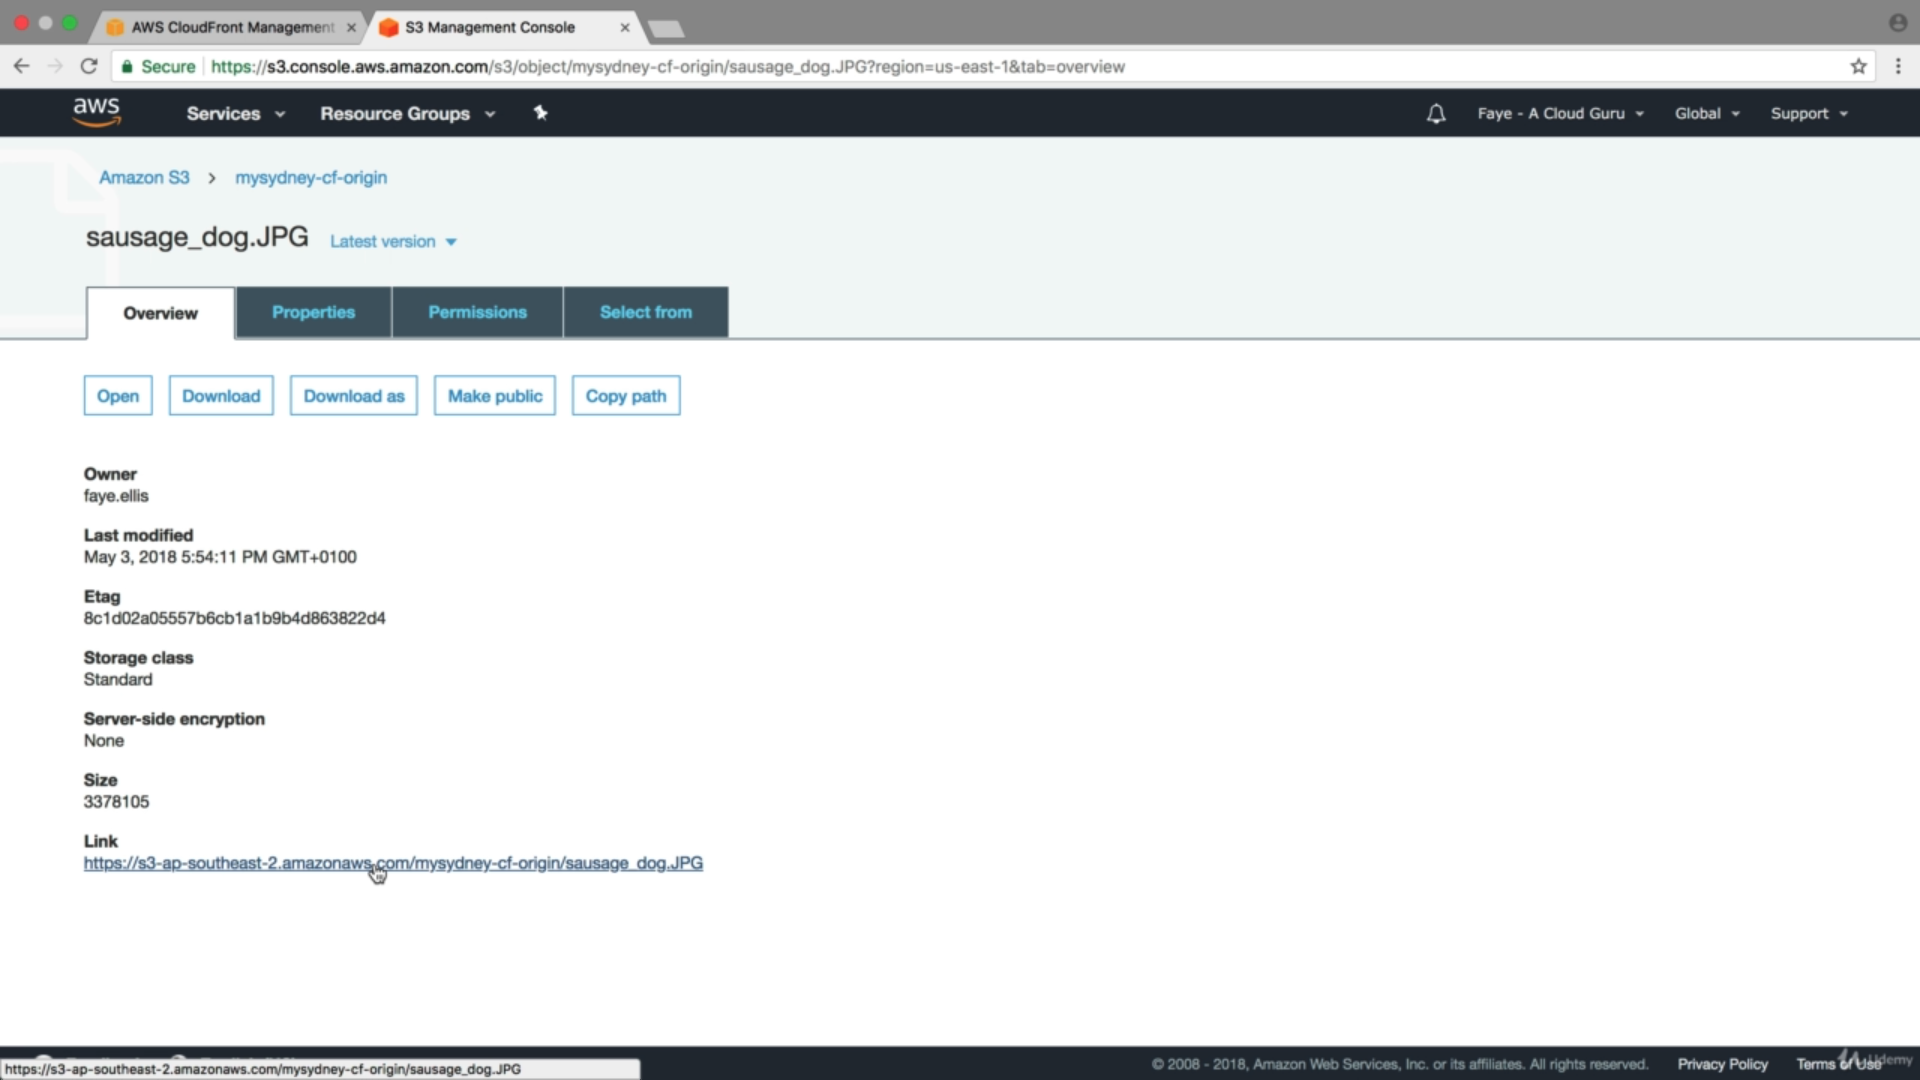 AWS CloudFront Management
S3 Management Console
Secure https://s3.console.aws.amazon.com/s3/object/mysydney-cf-origin/sausage_dog.JPG?region=us-east-1&tab=overview
aws Services Resource Groups Faye - A Cloud Guru Global Support
Amazon S3 > mysydney-cf-origin
sausage_dog.JPG Latest version
Overview Properties Permissions Select from
Open Download Download as Make public Copy path
Owner
faye.ellis
Last modified
May 3, 2018 5:54:11 PM GMT+0100
Etag
8c1d02a05557b6cb1a1b9b4d863822d4
Storage class
Standard
Server-side encryption
None
Size
3378105
Link
https://s3-ap-southeast-2.amazonaws.com/mysydney-cf-origin/sausage_dog.JPG
https://s3-ap-southeast-2.amazonaws.com/mysydney-cf-origin/sausage_dog.JPG
© 2008 - 2018, Amazon Web Services, Inc. or its affiliates. All rights reserved. Privacy Policy Terms of Use